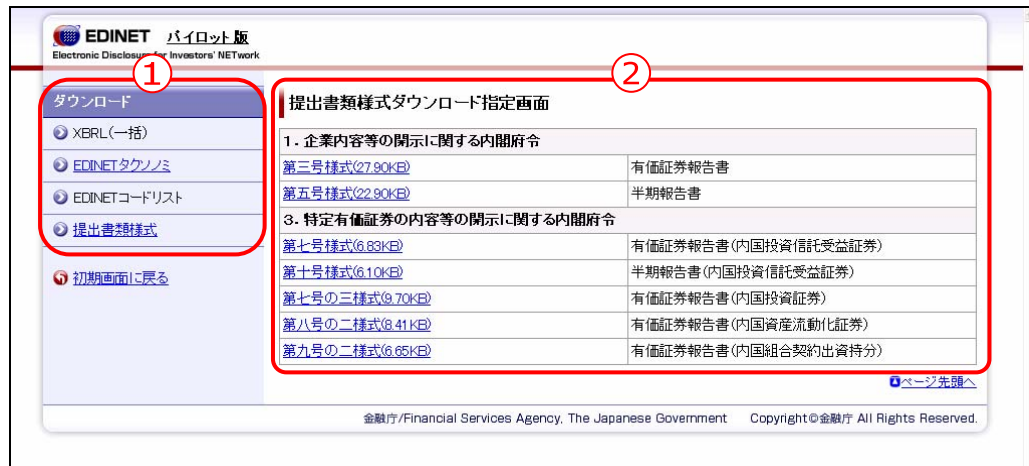 EDINET パイロット版
Electronic Disclosure for Investors' NETwork
①
②
ダウンロード
XBRL(一括)
EDINETタクソノミ
EDINETコードリスト
提出書類様式
初期画面に戻る
提出書類様式ダウンロード指定画面
1.企業内容等の開示に関する内閣府令
第三号様式(27.90KB) 有価証券報告書
第五号様式(22.90KB) 半期報告書
3.特定有価証券の内容等の開示に関する内閣府令
第七号様式(6.83KB) 有価証券報告書(内国投資信託受益証券)
第十号様式(6.10KB) 半期報告書(内国投資信託受益証券)
第七号の三様式(9.70KB) 有価証券報告書(内国投資証券)
第八号の二様式(8.41KB) 有価証券報告書(内国資産流動化証券)
第九号の二様式(6.65KB) 有価証券報告書(内国組合契約出資持分)
ページ先頭へ
金融庁/Financial Services Agency, The Japanese Government Copyright©金融庁 All Rights Reserved.